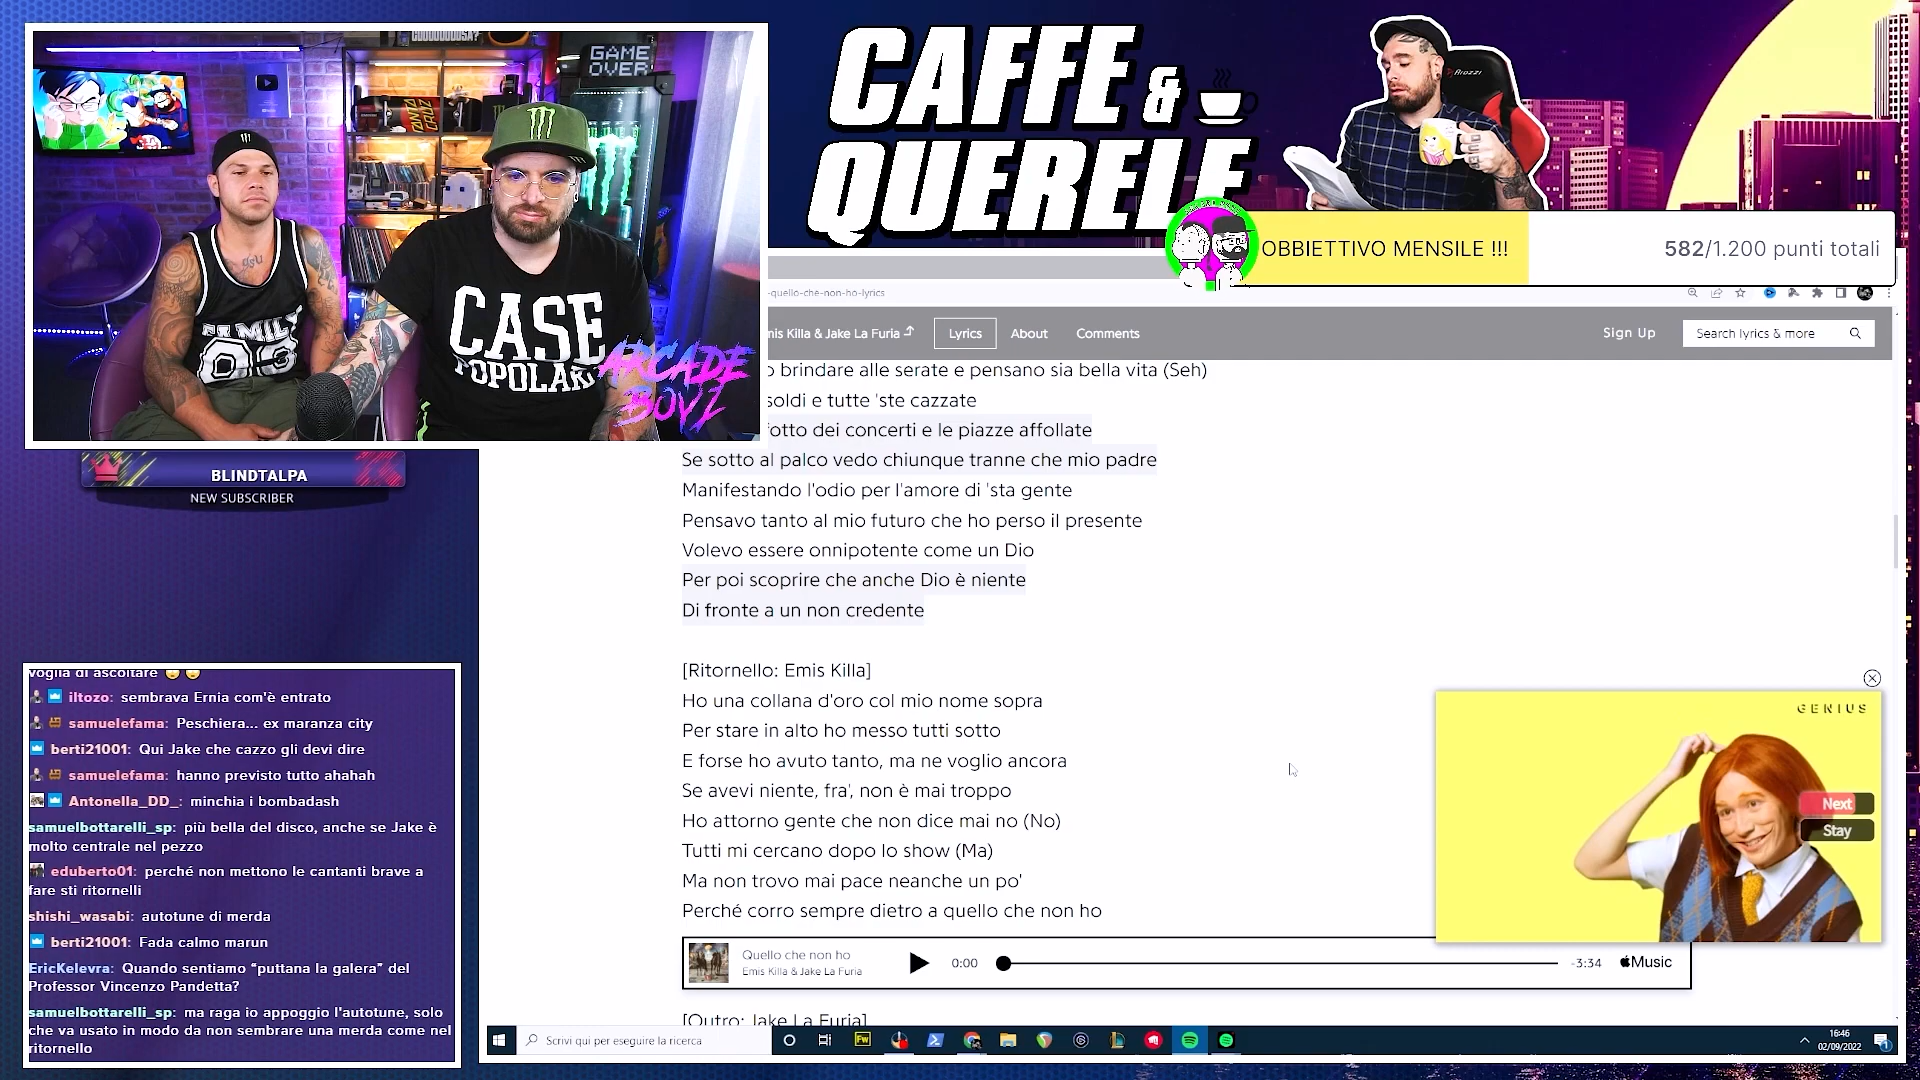 GAME
OVER
FAMILY
03
CASE
POPOLARI
ARCADE
BOYZ
CAFFE &
QUERELE
OBBIETTIVO MENSILE !!!
582/1.200 punti totali
BLINDTALPA
NEW SUBSCRIBER
-quello-che-non-ho-lyrics
mis Killa & Jake La Furia
Lyrics
About
Comments
Sign Up
Search lyrics & more
o brindare alle serate e pensano sia bella vita (Seh)
soldi e tutte 'ste cazzate
fotto dei concerti e le piazze affollate
Se sotto al palco vedo chiunque tranne che mio padre
Manifestando l'odio per l'amore di 'sta gente
Pensavo tanto al mio futuro che ho perso il presente
Volevo essere onnipotente come un Dio
Per poi scoprire che anche Dio è niente
Di fronte a un non credente
[Ritornello: Emis Killa]
Ho una collana d'oro col mio nome sopra
Per stare in alto ho messo tutti sotto
E forse ho avuto tanto, ma ne voglio ancora
Se avevi niente, fra', non è mai troppo
Ho attorno gente che non dice mai no (No)
Tutti mi cercano dopo lo show (Ma)
Ma non trovo mai pace neanche un po'
Perché corro sempre dietro a quello che non ho
Quello che non ho
Emis Killa & Jake La Furia
0:00
-3:34
Music
[Outro: Jake La Furia]
GENIUS
Next
Stay
voglia di ascoltare
iltozo: sembrava Ernia com'è entrato
samuelefama: Peschiera... ex maranza city
berti21001: Qui Jake che cazzo gli devi dire
samuelefama: hanno previsto tutto ahahah
Antonella_DD_: minchia i bombadash
samuelbottarelli_sp: più bella del disco, anche se Jake è
molto centrale nel pezzo
eduberto01: perché non mettono le cantanti brave a
fare sti ritornelli
shishi_wasabi: autotune di merda
berti21001: Fada calmo marun
EricKelevra: Quando sentiamo “puttana la galera” del
Professor Vincenzo Pandetta?
samuelbottarelli_sp: ma raga io appoggio l'autotune, solo
che va usato in modo da non sembrare una merda come nel
ritornello
Scrivi qui per eseguire la ricerca
Fw
16:46
02/09/2022